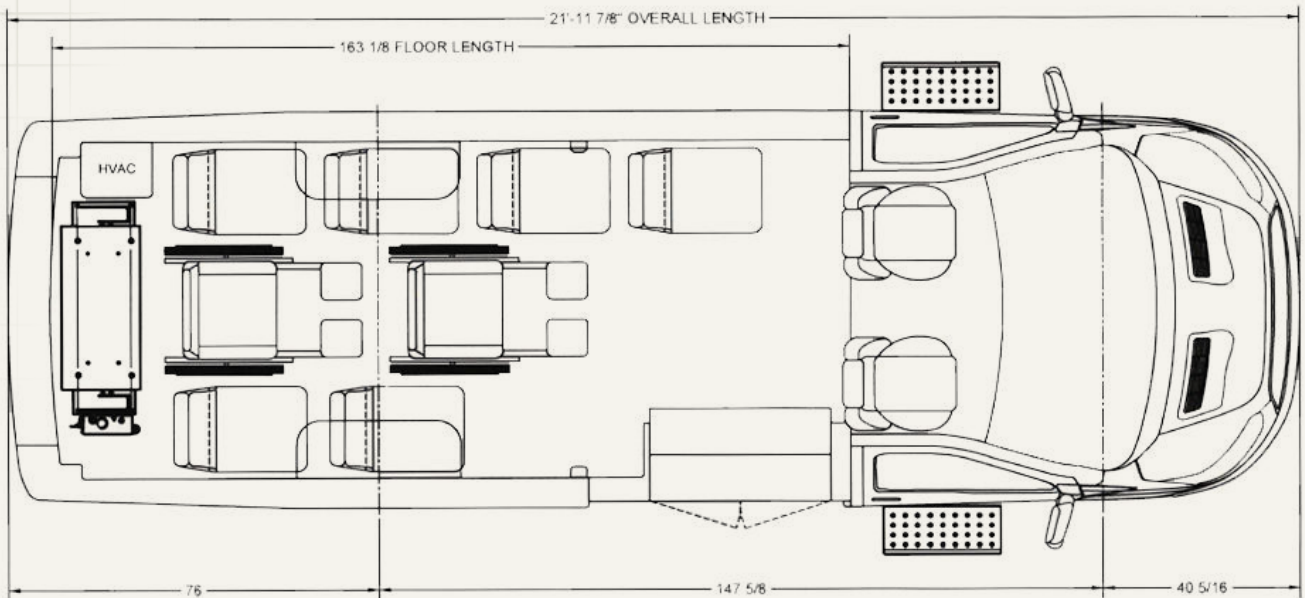 21'-11 7/8" OVERALL LENGTH
163 1/8 FLOOR LENGTH
HVAC
76
147 5/8
40 5/16